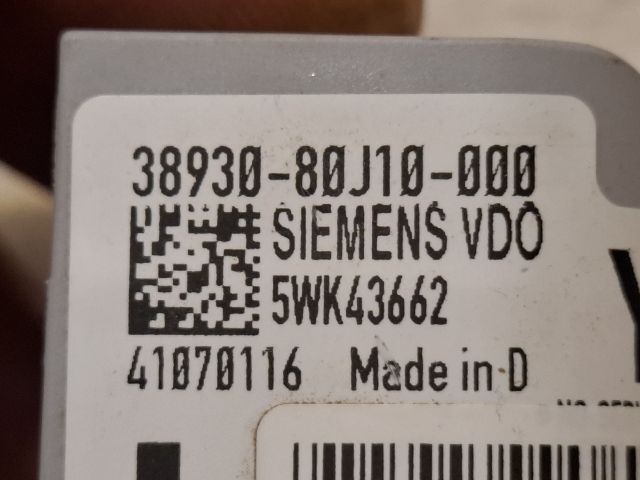 38930-80J10-000
SIEMENS VDO
5WK43662
41070116 Made in D